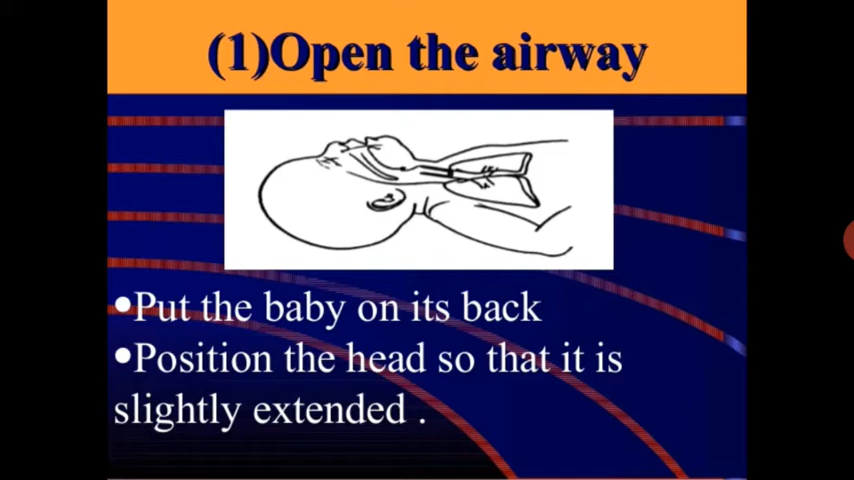 (1)Open the airway
•Put the baby on its back
•Position the head so that it is
slightly extended .